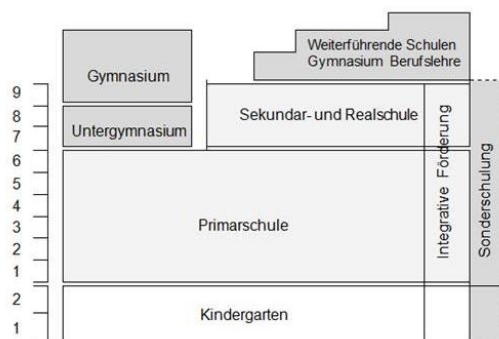 Weiterführende Schulen
Gymnasium Berufslehre
Gymnasium
9
Sekundar- und Realschule
8
Untergymnasium
7
6
5
4
Primarschule
3
2
1
2
Kindergarten
1
Integrative Förderung
Sonderschulung